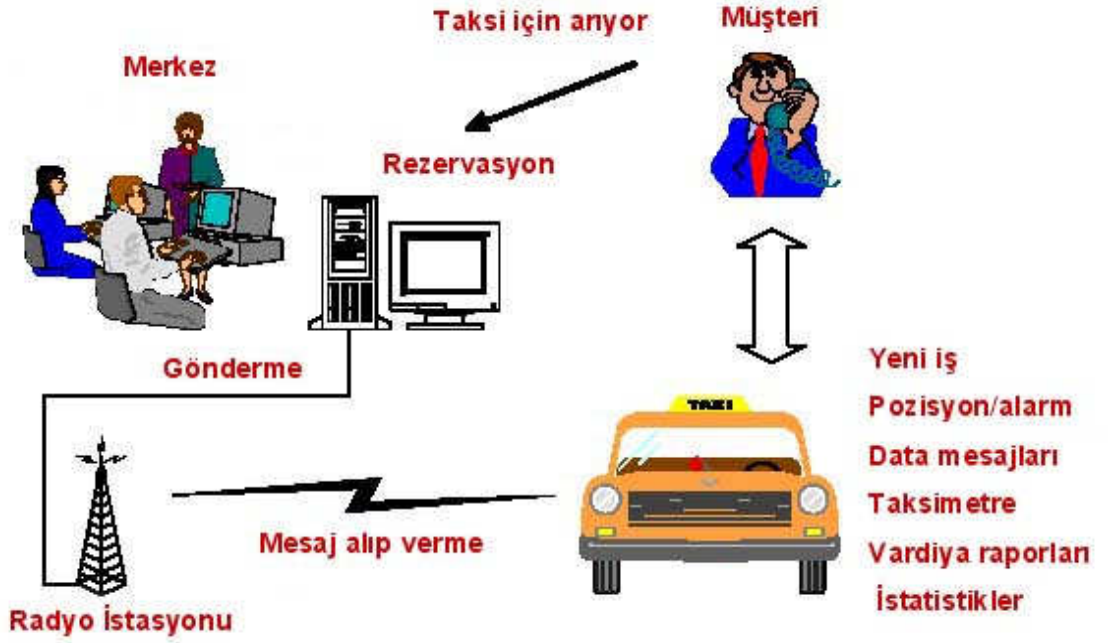 Taksi için arıyor
Müşteri
Merkez
Rezervasyon
Gönderme
TAXI
Yeni iş
Pozisyon/alarm
Data mesajları
Taksimetre
Vardiya raporları
İstatistikler
Mesaj alıp verme
Radyo İstasyonu